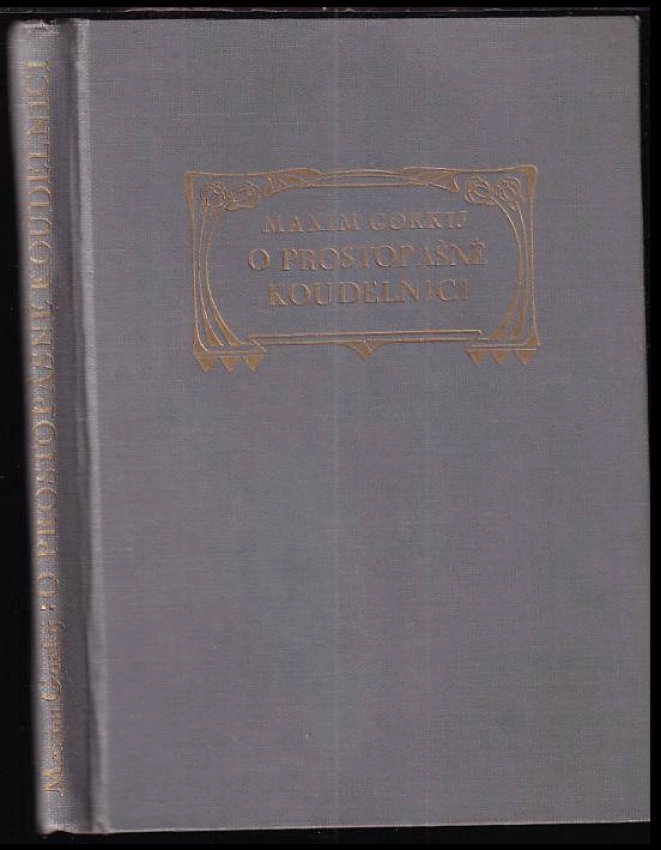 MAXIM GORKIJ
O PROSTOPAŠNÉ
KOUDELNICI
Maxim Gorkij : O PROSTOPAŠNÉ KOUDELNICI